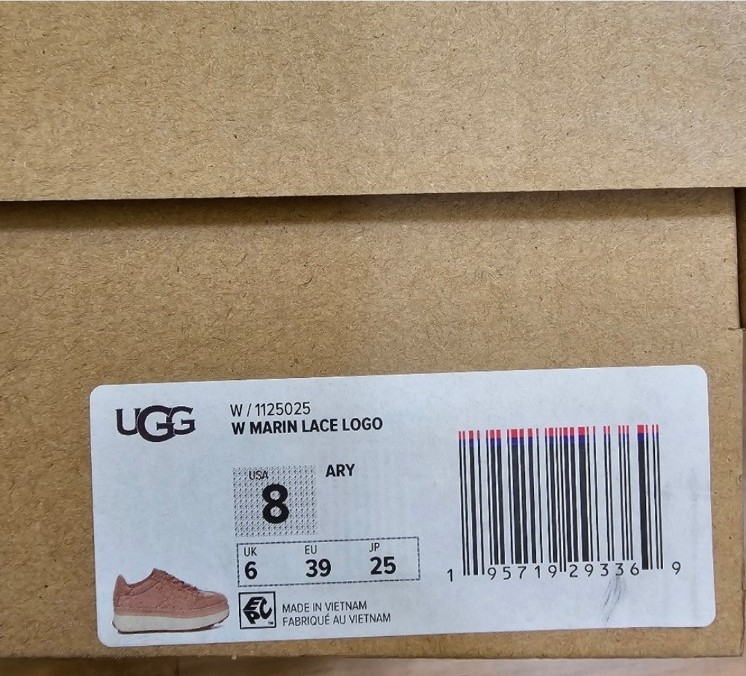 UGG
W / 1125025
W MARIN LACE LOGO
ARY
USA
8
UK EU JP
6 39 25
EPC
MADE IN VIETNAM
FABRIQUÉ AU VIETNAM
1 95719 29336 9